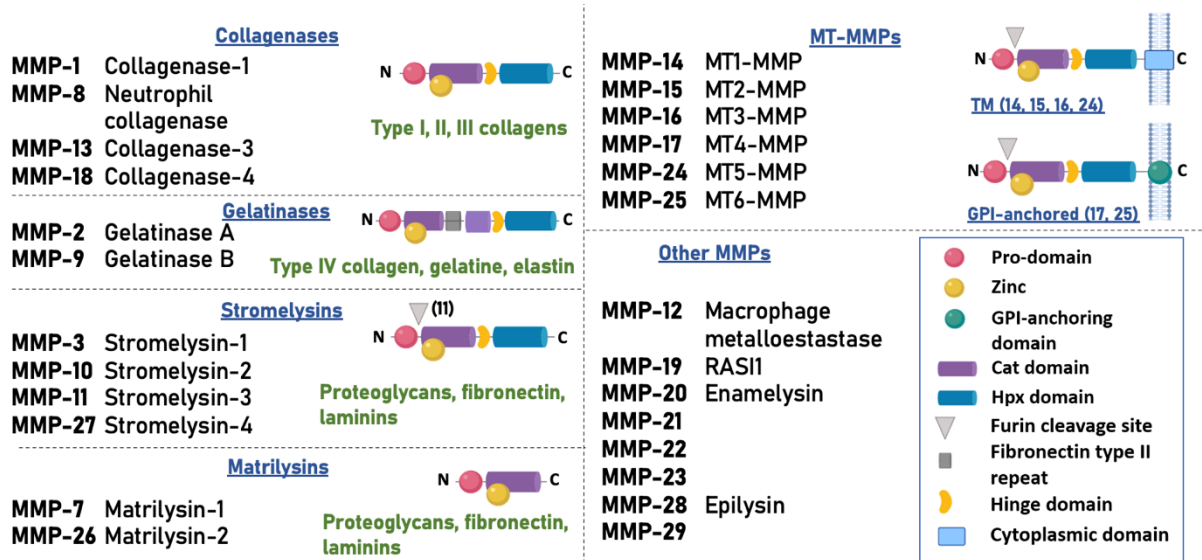 Collagenases
MMP-1 Collagenase-1
MMP-8 Neutrophil
collagenase
MMP-13 Collagenase-3
MMP-18 Collagenase-4
N C
Type I, II, III collagens
Gelatinases
MMP-2 Gelatinase A
MMP-9 Gelatinase B
N C
Type IV collagen, gelatine, elastin
Stromelysins
MMP-3 Stromelysin-1
MMP-10 Stromelysin-2
MMP-11 Stromelysin-3
MMP-27 Stromelysin-4
(11)
N C
Proteoglycans, fibronectin,
laminins
Matrilysins
MMP-7 Matrilysin-1
MMP-26 Matrilysin-2
N C
Proteoglycans, fibronectin,
laminins
MT-MMPs
MMP-14 MT1-MMP
MMP-15 MT2-MMP
MMP-16 MT3-MMP
MMP-17 MT4-MMP
MMP-24 MT5-MMP
MMP-25 MT6-MMP
N C
TM (14, 15, 16, 24)
N C
GPI-anchored (17, 25)
Other MMPs
MMP-12 Macrophage
metalloestastase
MMP-19 RASI1
MMP-20 Enamelysin
MMP-21
MMP-22
MMP-23
MMP-28 Epilysin
MMP-29
Pro-domain
Zinc
GPI-anchoring
domain
Cat domain
Hpx domain
Furin cleavage site
Fibronectin type II
repeat
Hinge domain
Cytoplasmic domain